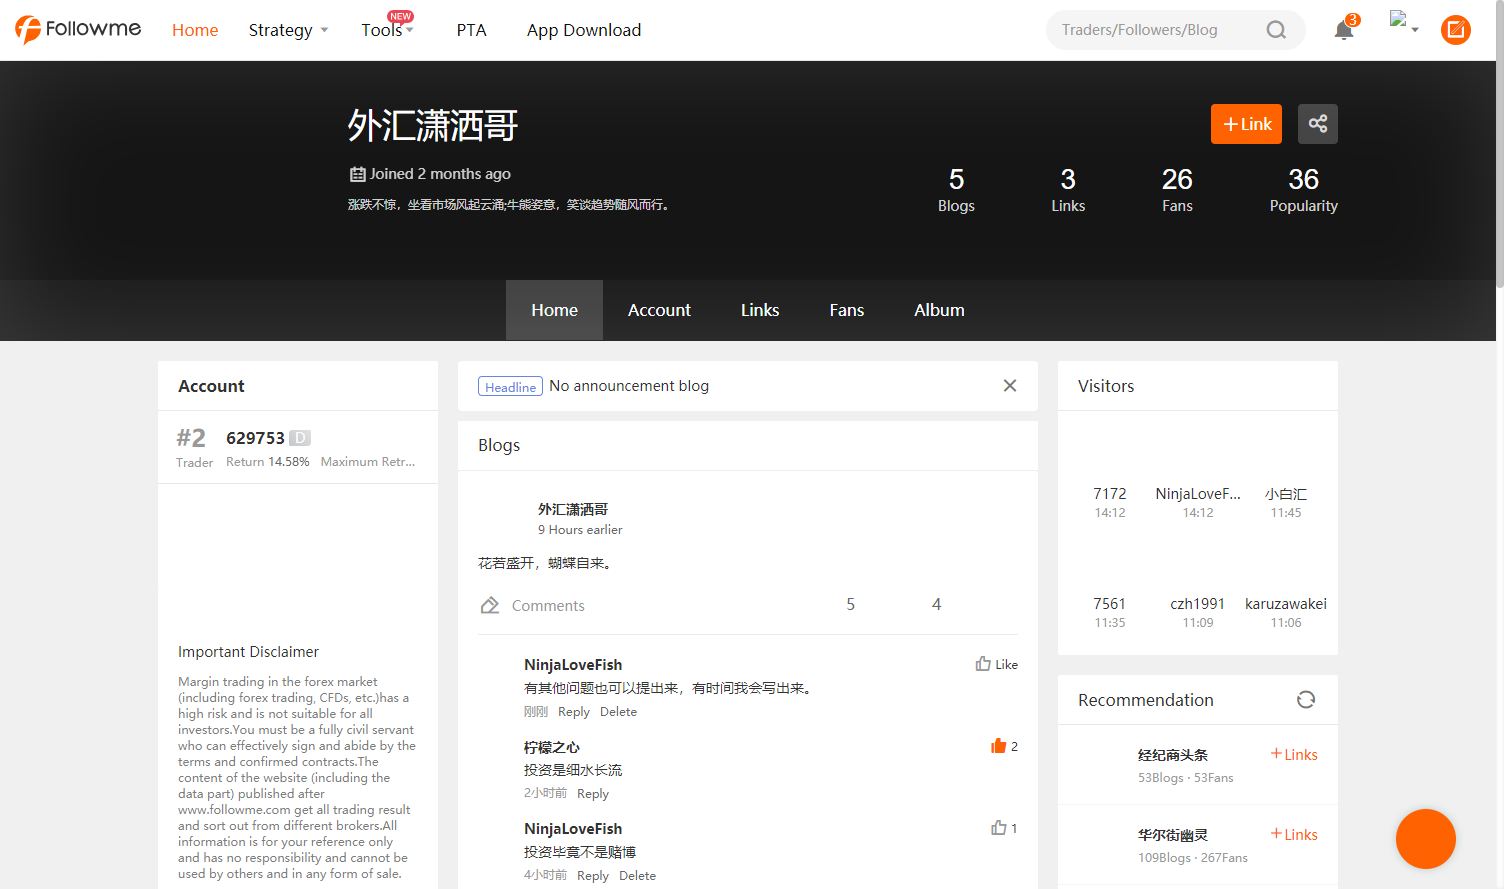 Followme
Home
Strategy
Tools
NEW
PTA
App Download
Traders/Followers/Blog
3
外汇潇洒哥
Link
Joined 2 months ago
涨跌不惊，坐看市场风起云涌;牛熊姿意，笑谈趋势随风而行。
5
Blogs
3
Links
26
Fans
36
Popularity
Home
Account
Links
Fans
Album
Account
#2
Trader
629753 D
Return 14.58% Maximum Retr...
Important Disclaimer
Margin trading in the forex market
(including forex trading, CFDs, etc.)has a
high risk and is not suitable for all
investors.You must be a fully civil servant
who can effectively sign and abide by the
terms and confirmed contracts.The
content of the website (including the
data part) published after
www.followme.com get all trading result
and sort out from different brokers.All
information is for your reference only
and has no responsibility and cannot be
used by others and in any form of sale.
Headline No announcement blog
Blogs
外汇潇洒哥
9 Hours earlier
花若盛开，蝴蝶自来。
Comments
5
4
NinjaLoveFish
Like
有其他问题也可以提出来，有时间我会写出来。
刚刚 Reply Delete
柠檬之心
2
投资是细水长流
2小时前 Reply
NinjaLoveFish
1
投资毕竟不是赌博
4小时前 Reply Delete
Visitors
7172
14:12
NinjaLoveF...
14:12
小白汇
11:45
7561
11:35
czh1991
11:09
karuzawakei
11:06
Recommendation
经纪商头条
+Links
53Blogs · 53Fans
华尔街幽灵
+Links
109Blogs · 267Fans